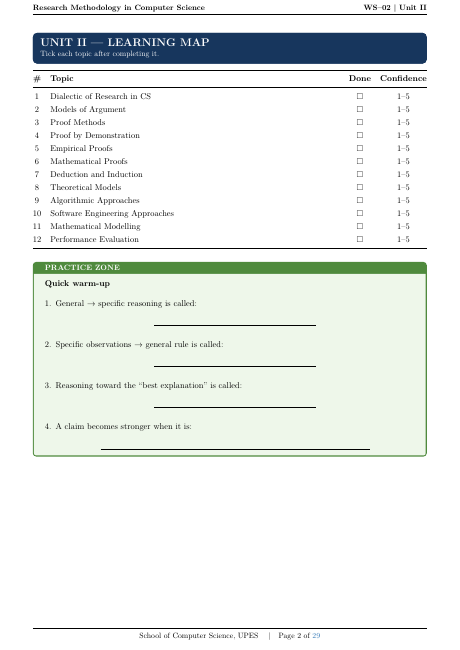 Research Methodology in Computer Science WS–02 | Unit II
UNIT II — LEARNING MAP
Tick each topic after completing it.
# Topic Done Confidence
1 Dialectic of Research in CS ☐ 1–5
2 Models of Argument ☐ 1–5
3 Proof Methods ☐ 1–5
4 Proof by Demonstration ☐ 1–5
5 Empirical Proofs ☐ 1–5
6 Mathematical Proofs ☐ 1–5
7 Deduction and Induction ☐ 1–5
8 Theoretical Models ☐ 1–5
9 Algorithmic Approaches ☐ 1–5
10 Software Engineering Approaches ☐ 1–5
11 Mathematical Modelling ☐ 1–5
12 Performance Evaluation ☐ 1–5
PRACTICE ZONE
Quick warm-up
1. General → specific reasoning is called:
2. Specific observations → general rule is called:
3. Reasoning toward the “best explanation” is called:
4. A claim becomes stronger when it is:
School of Computer Science, UPES | Page 2 of 29